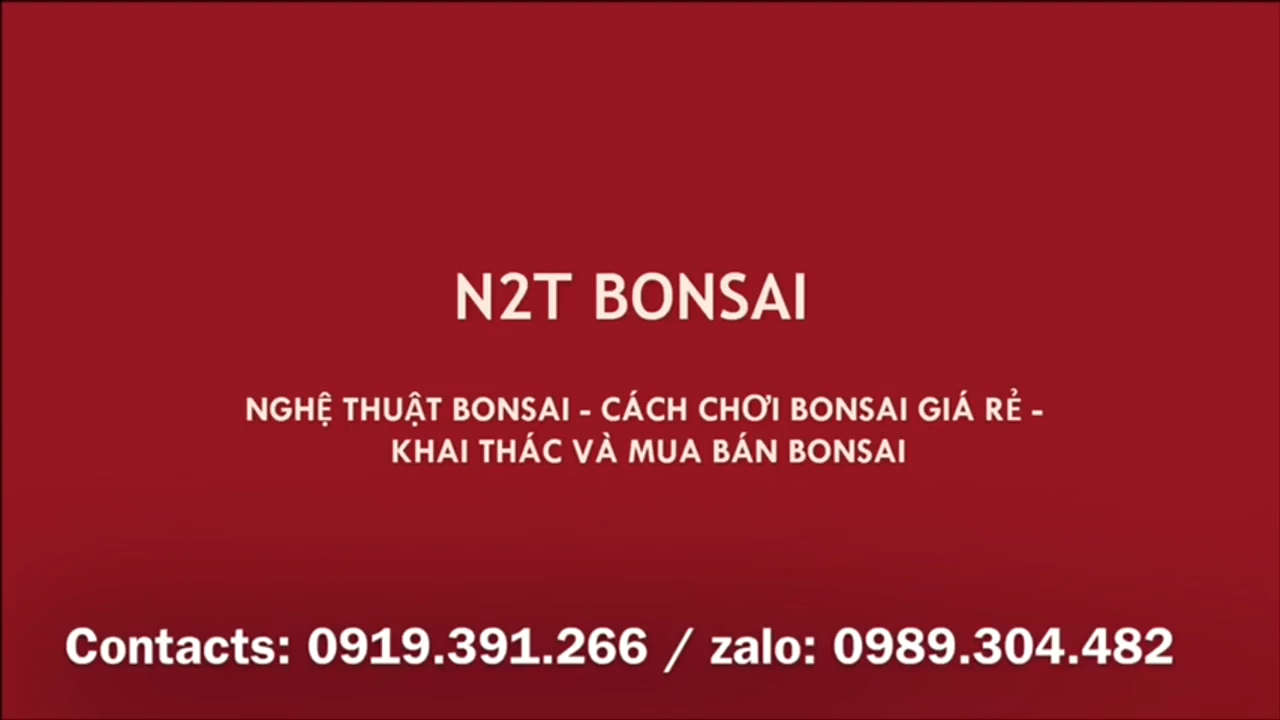 N2T BONSAI
NGHỆ THUẬT BONSAI - CÁCH CHƠI BONSAI GIÁ RẺ -
KHAI THÁC VÀ MUA BÁN BONSAI
Contacts: 0919.391.266 / zalo: 0989.304.482